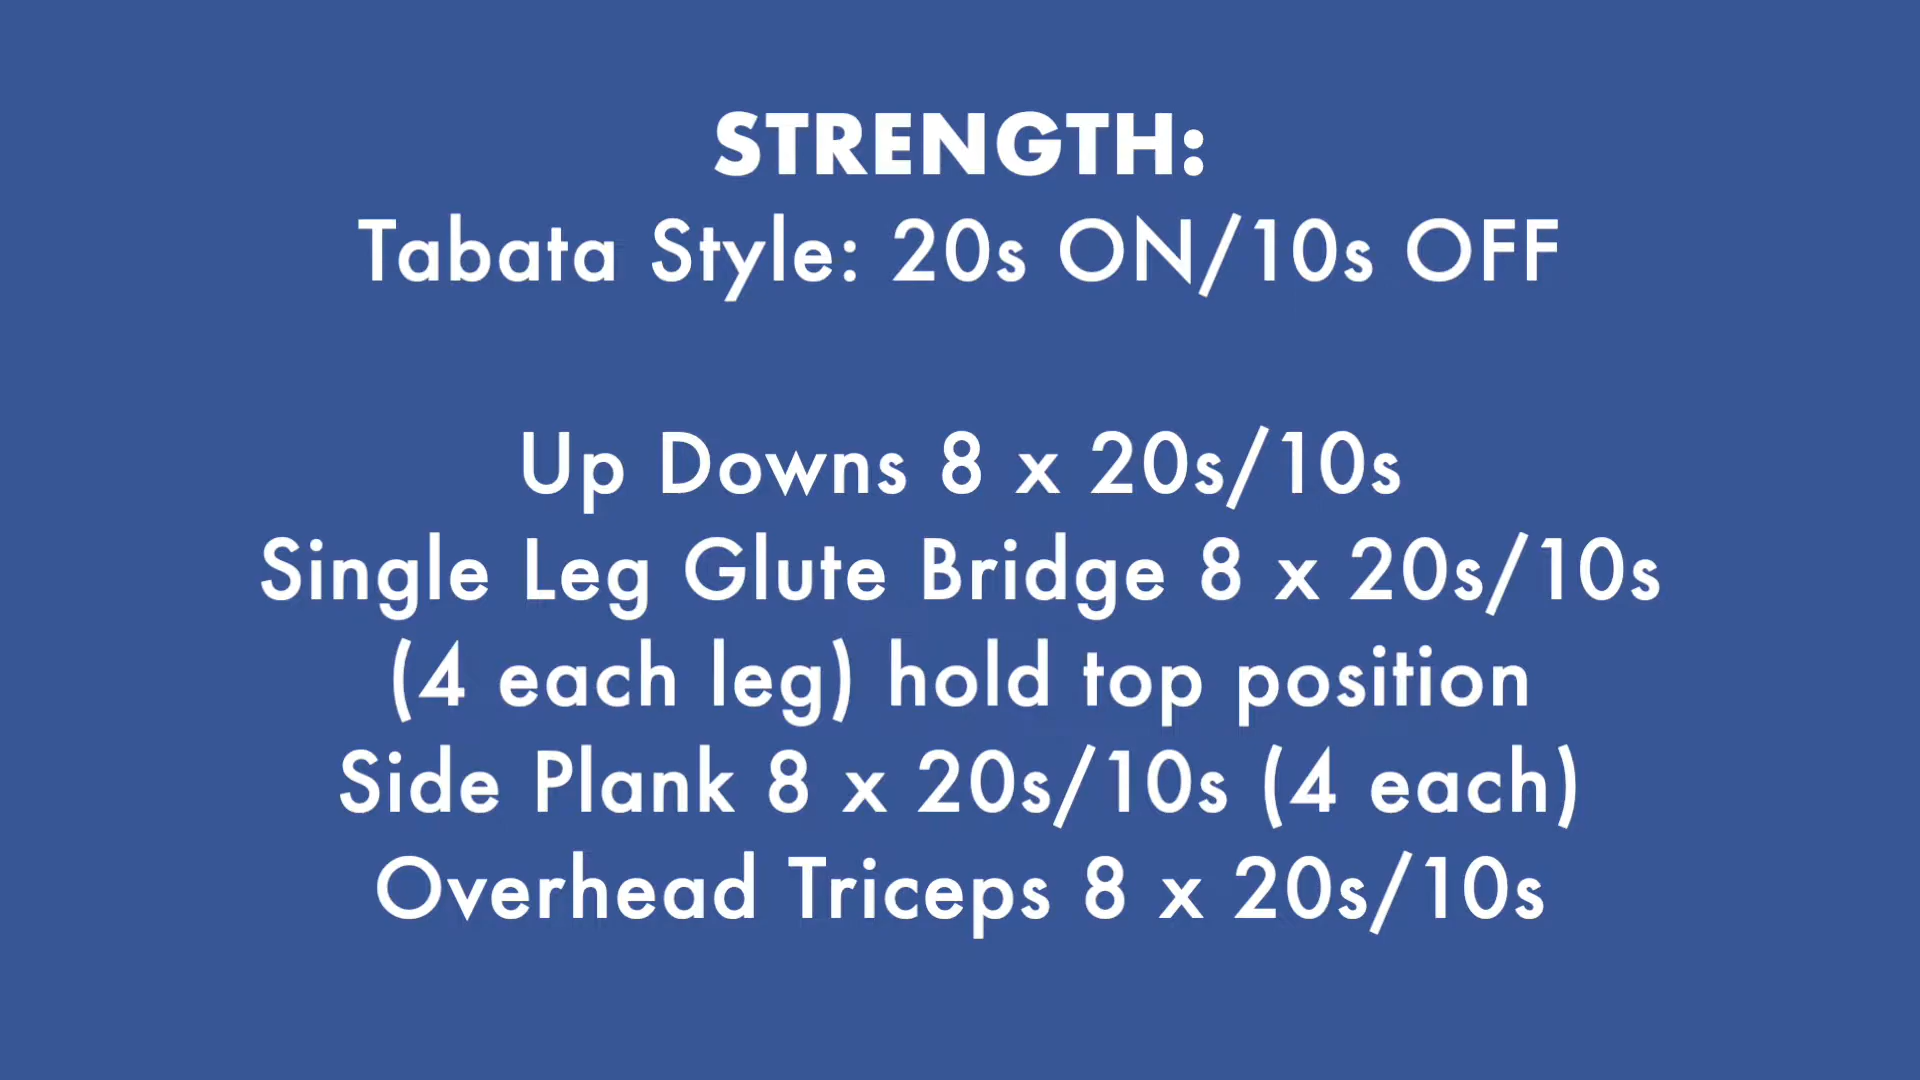 STRENGTH:
Tabata Style: 20s ON/10s OFF
Up Downs 8 x 20s/10s
Single Leg Glute Bridge 8 x 20s/10s
(4 each leg) hold top position
Side Plank 8 x 20s/10s (4 each)
Overhead Triceps 8 x 20s/10s